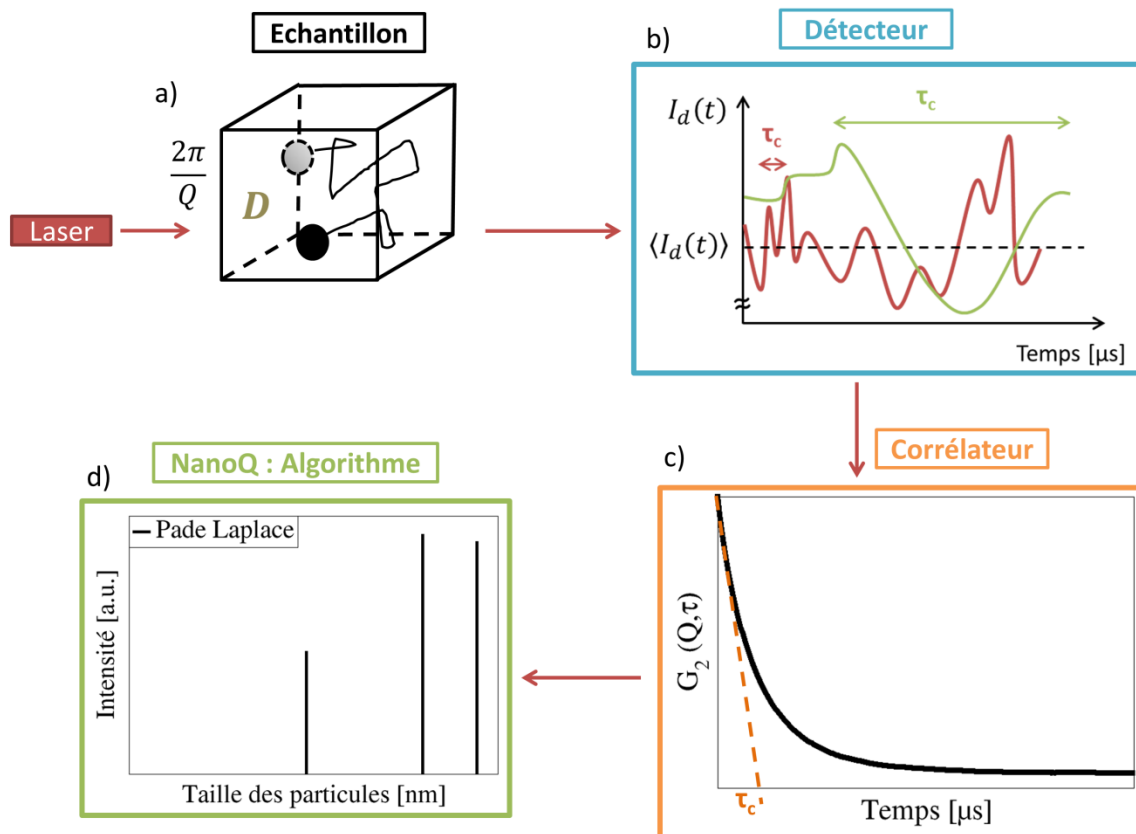 Echantillon
a)
2π
Q
D
Laser
Détecteur
b)
I_d(t)
τc
τc
⟨I_d(t)⟩
Temps [µs]
Corrélateur
c)
G₂ (Q,τ)
τc
Temps [µs]
NanoQ : Algorithme
d)
Pade Laplace
Intensité [a.u.]
Taille des particules [nm]